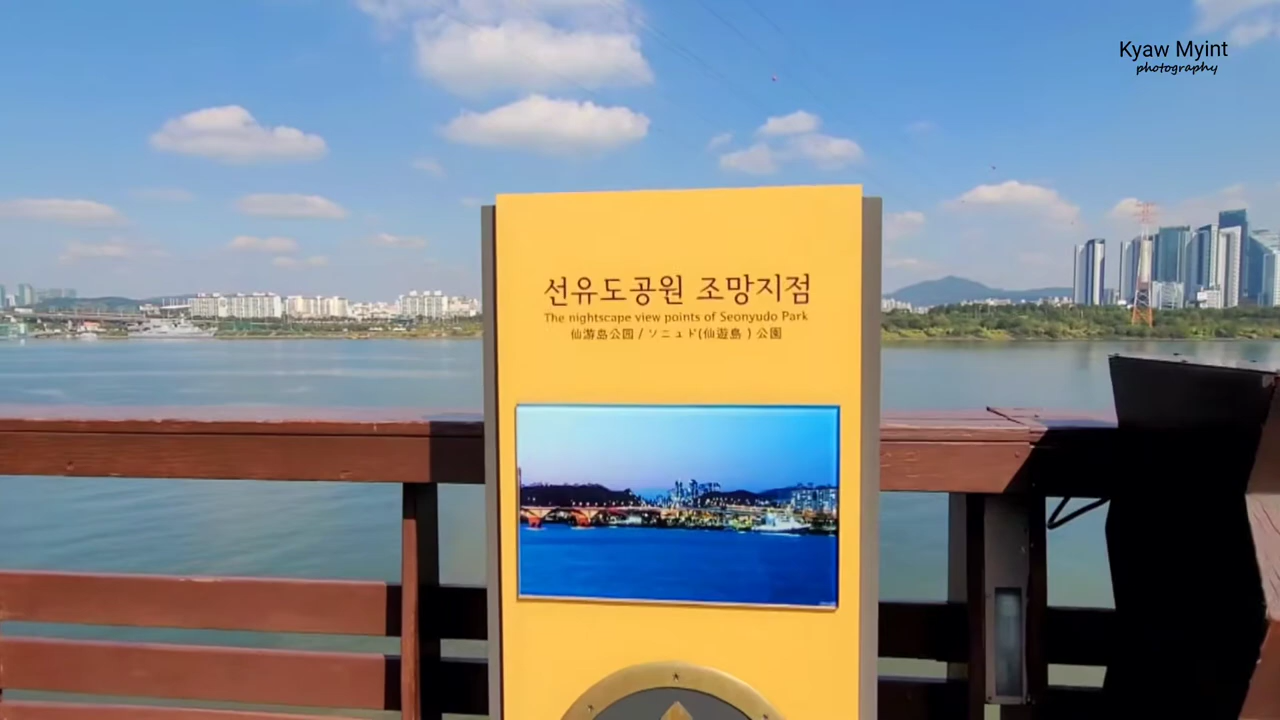 Kyaw Myint
photography
선유도공원 조망지점
The nightscape view points of Seonyudo Park
仙游岛公园 / ソニュド(仙遊島 ) 公園